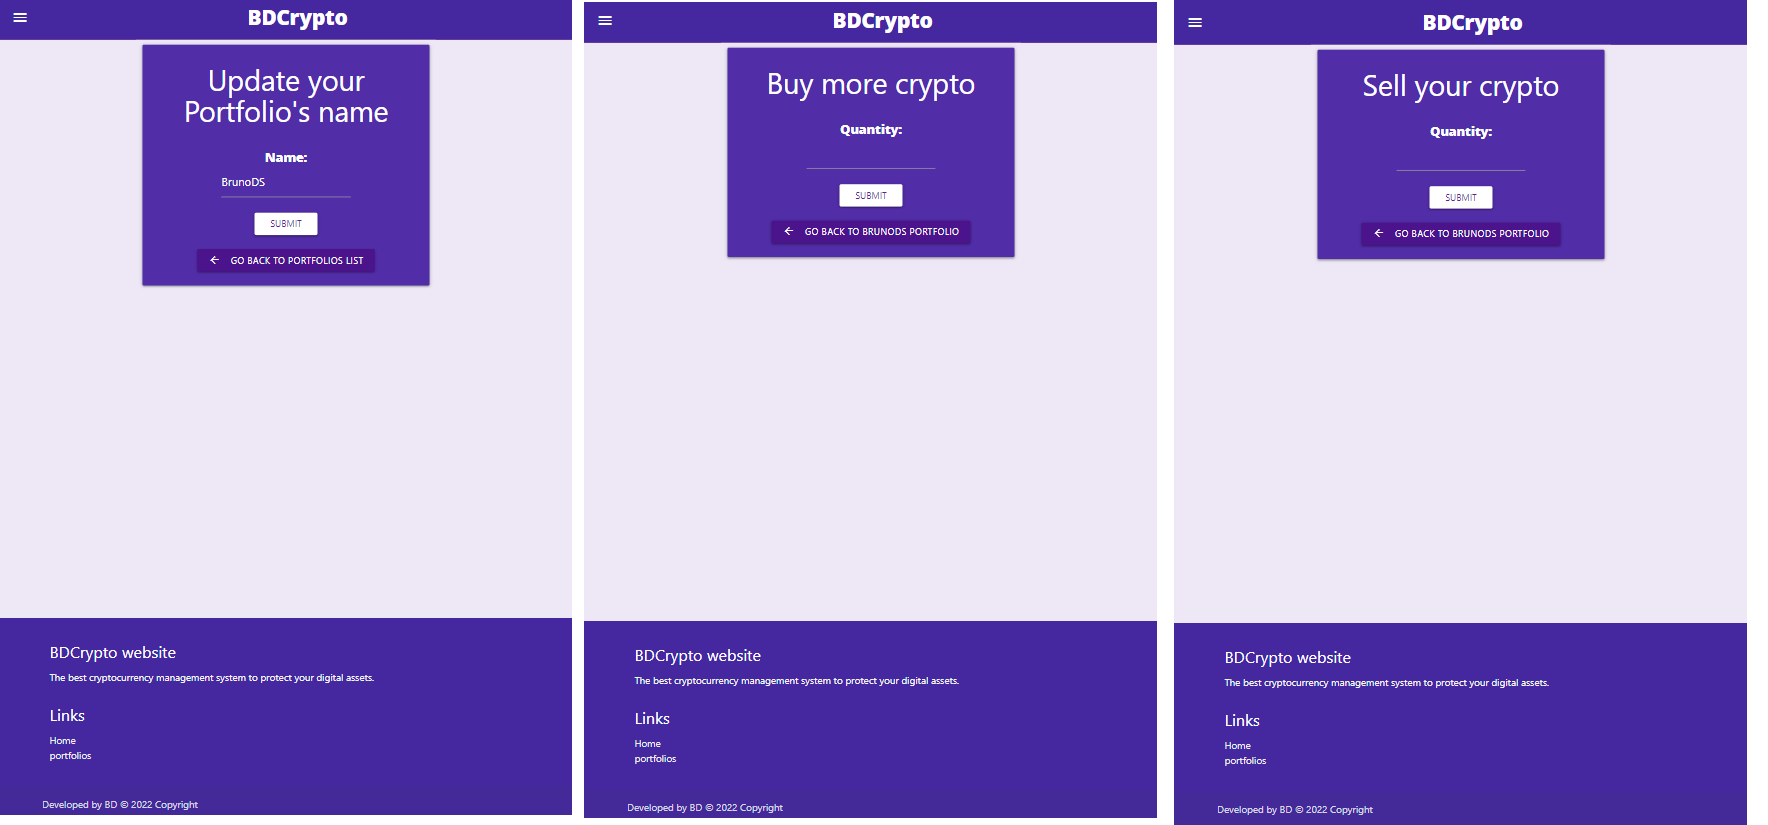 BDCrypto
Update your
Portfolio's name
Name:
BrunoDS
SUBMIT
GO BACK TO PORTFOLIOS LIST
BDCrypto website
The best cryptocurrency management system to protect your digital assets.
Links
Home
portfolios
Developed by BD © 2022 Copyright
BDCrypto
Buy more crypto
Quantity:
SUBMIT
GO BACK TO BRUNODS PORTFOLIO
BDCrypto website
The best cryptocurrency management system to protect your digital assets.
Links
Home
portfolios
Developed by BD © 2022 Copyright
BDCrypto
Sell your crypto
Quantity:
SUBMIT
GO BACK TO BRUNODS PORTFOLIO
BDCrypto website
The best cryptocurrency management system to protect your digital assets.
Links
Home
portfolios
Developed by BD © 2022 Copyright